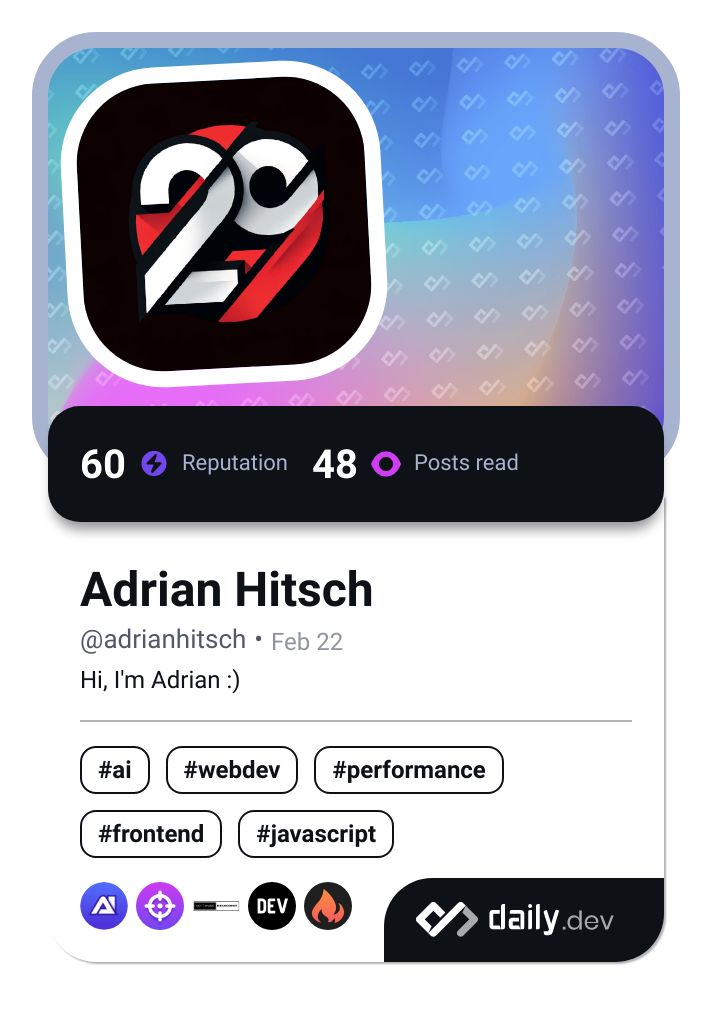 29
60 Reputation 48 Posts read
Adrian Hitsch
@adrianhitsch • Feb 22
Hi, I'm Adrian :)
#ai #webdev #performance
#frontend #javascript
DEV
daily.dev